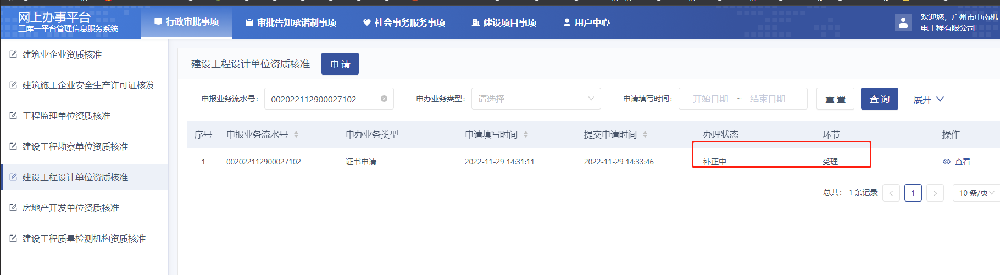 网上办事平台
三库一平台管理信息服务系统
行政审批事项
审批告知承诺制事项
社会事务服务事项
建设项目事项
用户中心
欢迎您，广州市中南机
电工程有限公司
建筑业企业资质核准
建筑施工企业安全生产许可证核发
工程监理单位资质核准
建设工程勘察单位资质核准
建设工程设计单位资质核准
房地产开发单位资质核准
建设工程质量检测机构资质核准
建设工程设计单位资质核准 申 请
申报业务流水号: 002022112900027102 申办业务类型: 请选择 申请填写时间: 开始日期 ~ 结束日期 重 置 查 询 展开
序号 申报业务流水号 申办业务类型 申请填写时间 提交申请时间 办理状态 环节 操作
1 002022112900027102 证书申请 2022-11-29 14:31:11 2022-11-29 14:33:46 补正中 受理 查看
总共: 1 条记录 < 1 > 10 条/页